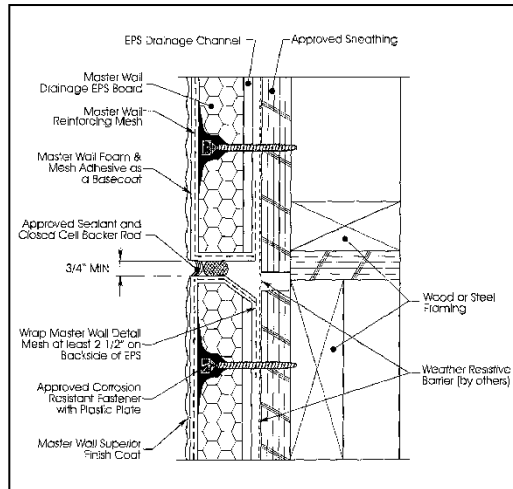 EPS Drainage Channel
Approved Sheathing
Master Wall
Drainage EPS Board
Master Wall
Reinforcing Mesh
Master Wall Foam &
Mesh Adhesive as
a Basecoat
Approved Sealant and
Closed Cell Backer Rod
3/4" MIN
Wrap Master Wall Detail
Mesh at least 2 1/2" on
Backside of EPS
Approved Corrosion
Resistant Fastener
with Plastic Plate
Master Wall Superior
Finish Coat
Wood or Steel
Framing
Weather Resistive
Barrier (by others)